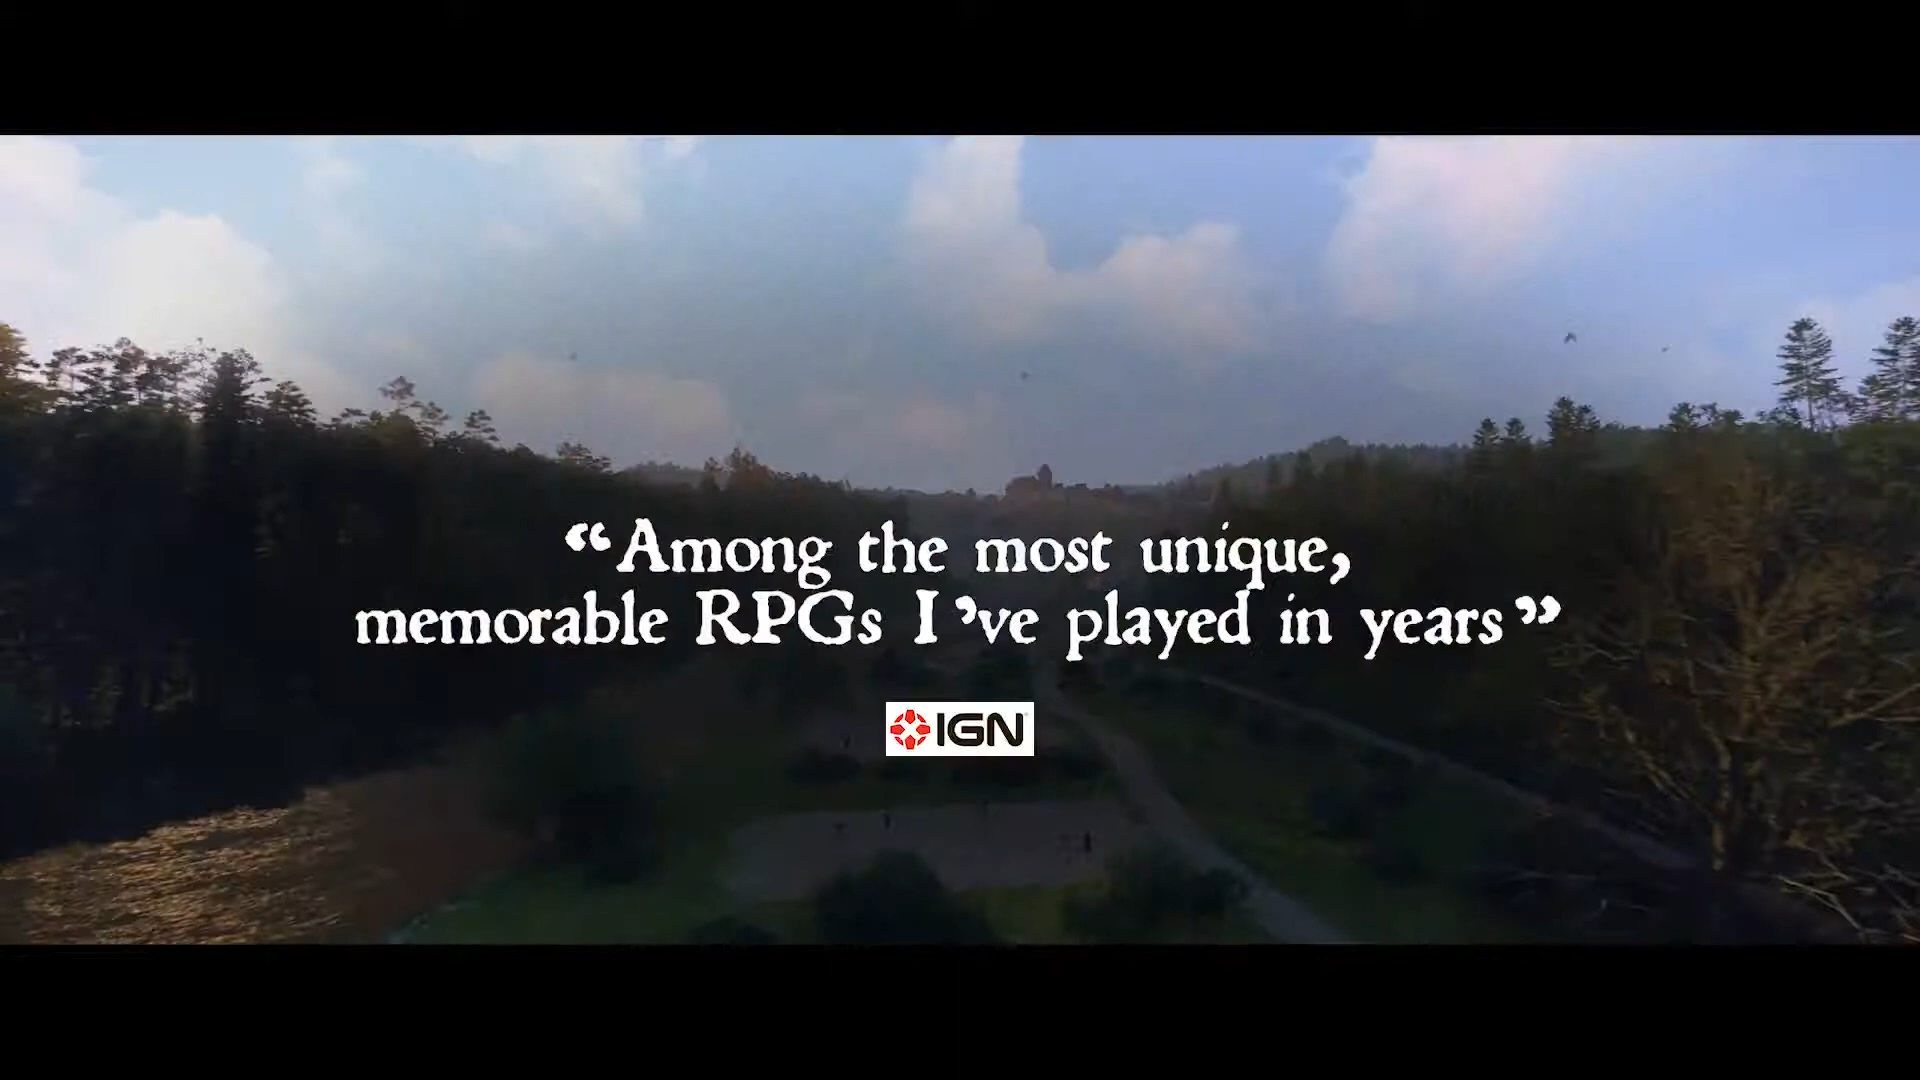 “Among the most unique,
memorable RPGs I’ve played in years”
IGN